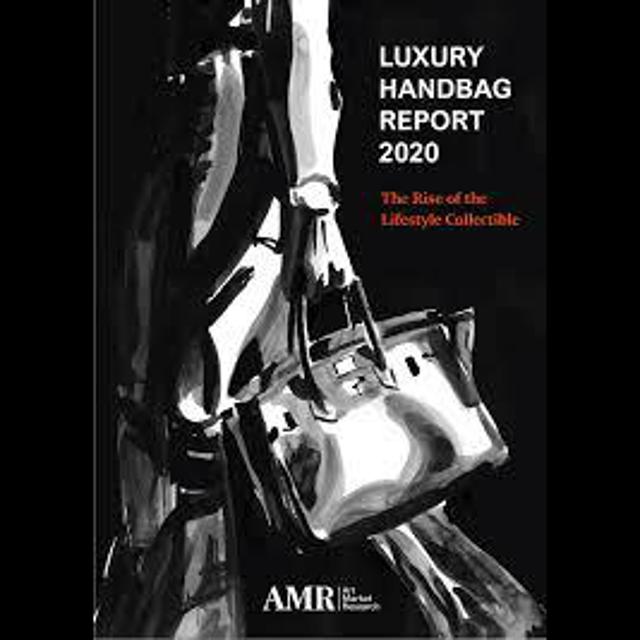 LUXURY
HANDBAG
REPORT
2020
The Rise of the
Lifestyle Collectible
AMR
Art
Market
Research